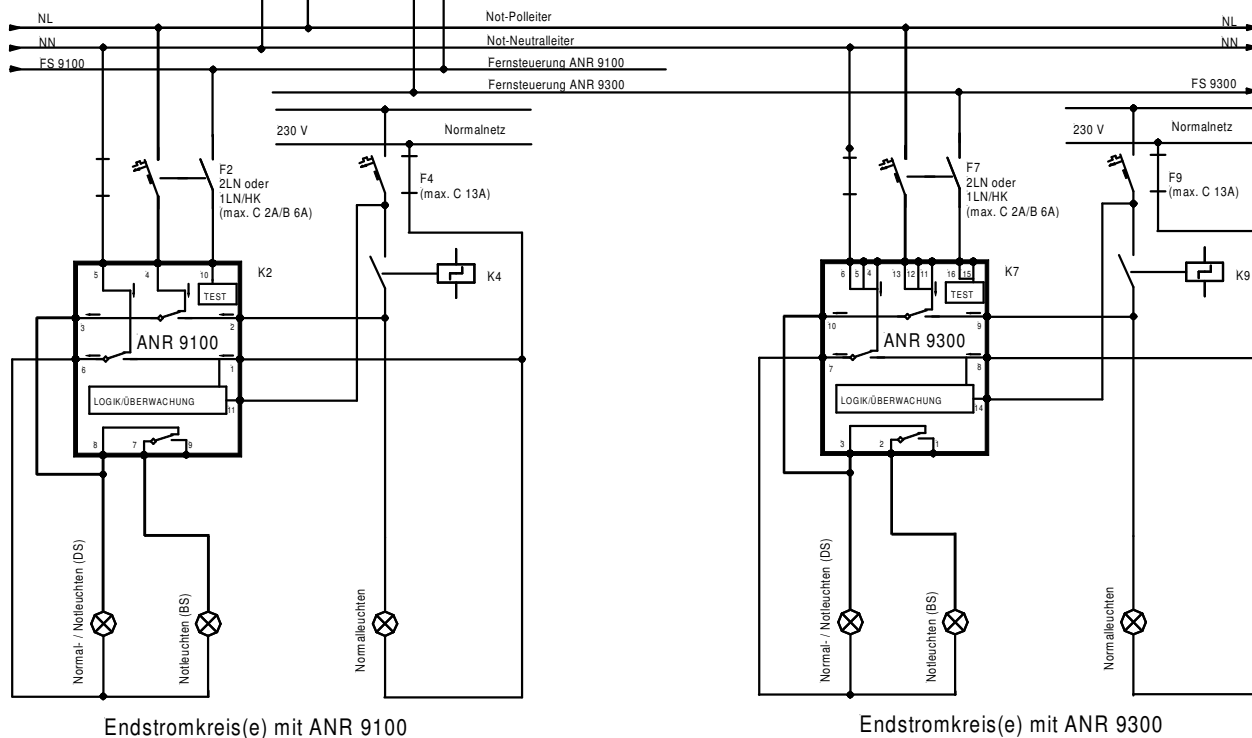 NL Not-Polleiter NL
NN Not-Neutralleiter NN
FS 9100 Fernsteuerung ANR 9100
Fernsteuerung ANR 9300 FS 9300
230 V Normalnetz
230 V Normalnetz
F2
2LN oder
1LN/HK
(max. C 2A/B 6A)
F4
(max. C 13A)
F7
2LN oder
1LN/HK
(max. C 2A/B 6A)
F9
(max. C 13A)
5 4 10 K2
TEST
K4
3 2
ANR 9100
6 1
LOGIK/ÜBERWACHUNG
11
8 7 9
6 5 4 13 12 11 16 15 K7
TEST
K9
10 9
ANR 9300
7 8
LOGIK/ÜBERWACHUNG
14
3 2 1
Normal- / Notleuchten (DS)
Notleuchten (BS)
Normalleuchten
Normal- / Notleuchten (DS)
Notleuchten (BS)
Normalleuchten
Endstromkreis(e) mit ANR 9100
Endstromkreis(e) mit ANR 9300